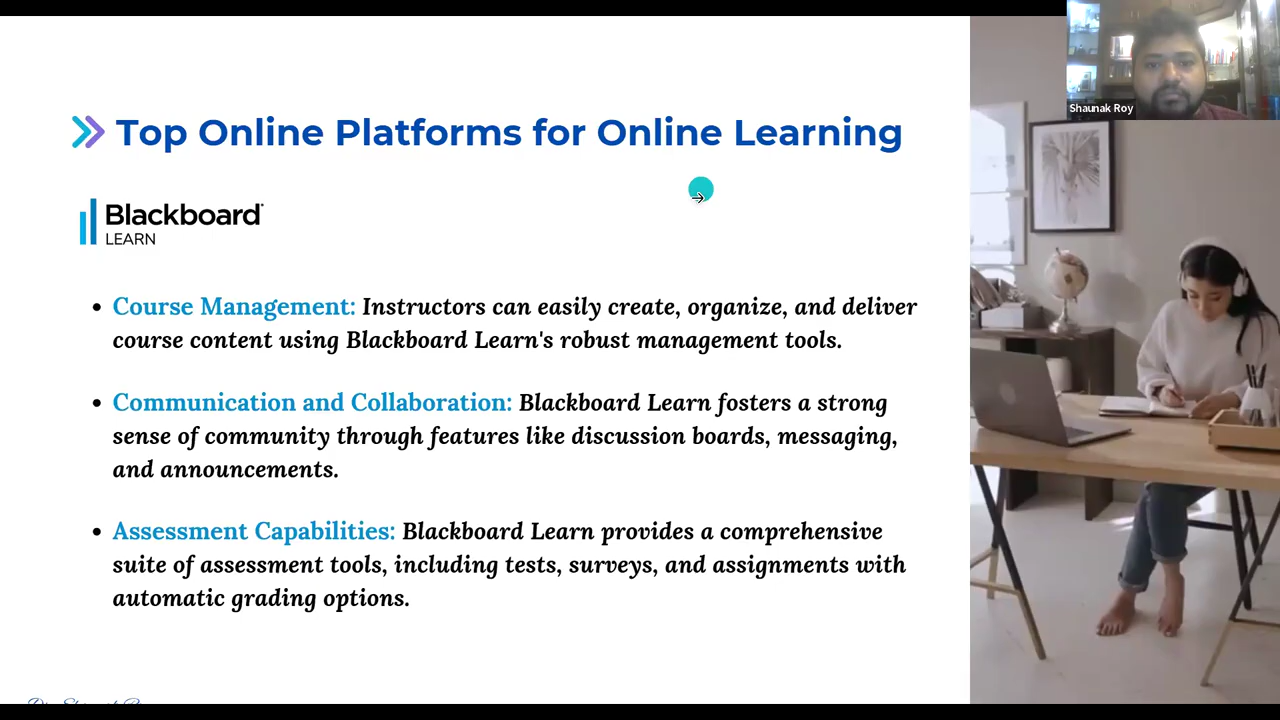 Shaunak Roy
Top Online Platforms for Online Learning
Blackboard
LEARN
• Course Management: Instructors can easily create, organize, and deliver
course content using Blackboard Learn's robust management tools.
• Communication and Collaboration: Blackboard Learn fosters a strong
sense of community through features like discussion boards, messaging,
and announcements.
• Assessment Capabilities: Blackboard Learn provides a comprehensive
suite of assessment tools, including tests, surveys, and assignments with
automatic grading options.